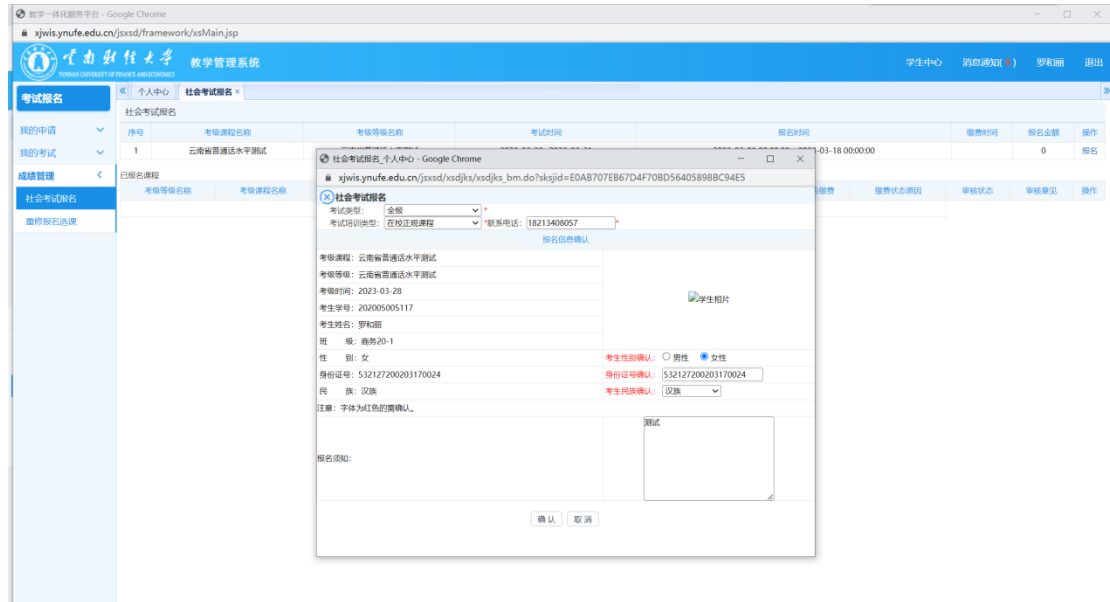 教学一体化服务平台 - Google Chrome
xjwis.ynufe.edu.cn/jsxsd/framework/xsMain.jsp
云南财经大学 教学管理系统 学生中心 消息通知( ) 罗和丽 退出
YUNNAN UNIVERSITY OF FINANCE AND ECONOMICS
考试报名
我的申请
我的考试
成绩管理
社会考试报名
重修报名选课
个人中心 社会考试报名
社会考试报名
序号 考级课程名称 考级等级名称 考试时间 报名时间 缴费时间 报名金额 操作
1 云南省普通话水平测试 03-18 00:00:00 0 报名
已报名课程
考级等级名称 考级课程名称 缴费 缴费状态原因 审核状态 审核意见 操作
社会考试报名_个人中心 - Google Chrome
xjwis.ynufe.edu.cn/jsxsd/xsdjks/xsdjks_bm.do?sksjid=E0AB707EB67D4F70BD56405898BC94E5
社会考试报名
考试类型: 全报 *
考试培训类型: 在校正规课程 *联系电话: 18213408057 *
报名信息确认
考级课程: 云南省普通话水平测试
考级等级: 云南省普通话水平测试
考级时间: 2023-03-28
学生相片
考生学号: 202005005117
考生姓名: 罗和丽
班 级: 商务20-1
性 别: 女 考生性别确认: 男性 女性
身份证号: 532127200203170024 身份证号确认: 532127200203170024
民 族: 汉族 考生民族确认: 汉族
注意: 字体为红色的需确认。
报名须知: 测试
确 认 取 消